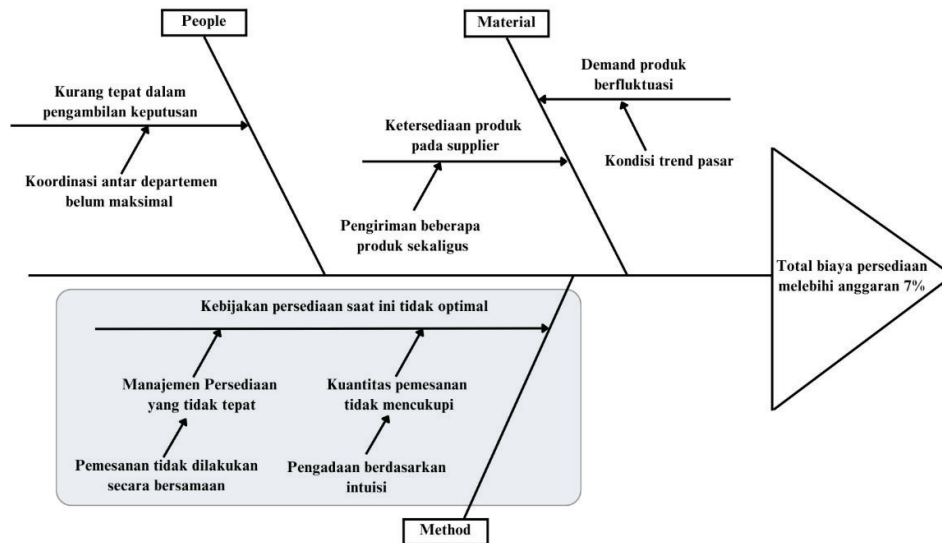 People
Material
Demand produk
berfluktuasi
Kurang tepat dalam
pengambilan keputusan
Ketersediaan produk
pada supplier
Kondisi trend pasar
Koordinasi antar departemen
belum maksimal
Pengiriman beberapa
produk sekaligus
Total biaya persediaan
melebihi anggaran 7%
Kebijakan persediaan saat ini tidak optimal
Manajemen Persediaan
yang tidak tepat
Kuantitas pemesanan
tidak mencukupi
Pemesanan tidak dilakukan
secara bersamaan
Pengadaan berdasarkan
intuisi
Method